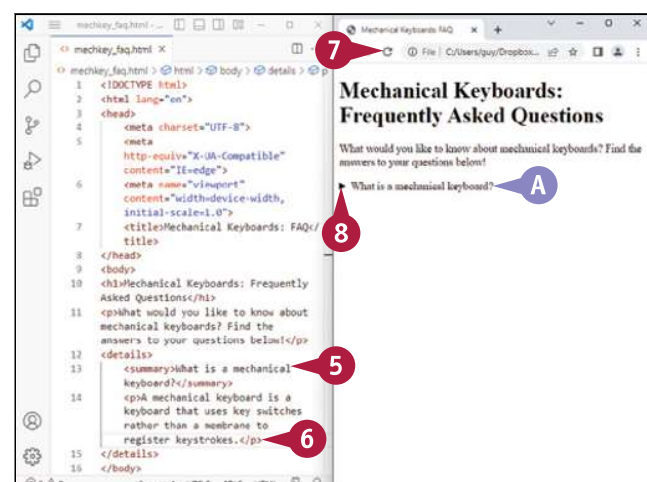 mechkey_faq.html - ...
mechkey_faq.html ×
mechkey_faq.html > html > body > details > p
1 <!DOCTYPE html>
2 <html lang="en">
3 <head>
4 <meta charset="UTF-8">
5 <meta
http-equiv="X-UA-Compatible"
content="IE=edge">
6 <meta name="viewport"
content="width=device-width,
initial-scale=1.0">
7 <title>Mechanical Keyboards: FAQ</
title>
8 </head>
9 <body>
10 <h1>Mechanical Keyboards: Frequently
Asked Questions</h1>
11 <p>What would you like to know about
mechanical keyboards? Find the
answers to your questions below!</p>
12 <details>
13 <summary>What is a mechanical
keyboard?</summary>
14 <p>A mechanical keyboard is a
keyboard that uses key switches
rather than a membrane to
register keystrokes.</p>
15 </details>
16 </body>
5
6
Mechanical Keyboards FAQ
7
File | C:/Users/guy/Dropbox...
Mechanical Keyboards:
Frequently Asked Questions
What would you like to know about mechanical keyboards? Find the
answers to your questions below!
What is a mechanical keyboard?
A
8